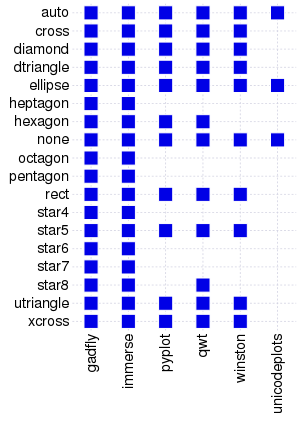 auto
cross
diamond
dtriangle
ellipse
heptagon
hexagon
none
octagon
pentagon
rect
star4
star5
star6
star7
star8
utriangle
xcross
gadfly
immerse
pyplot
qwt
winston
unicodeplots